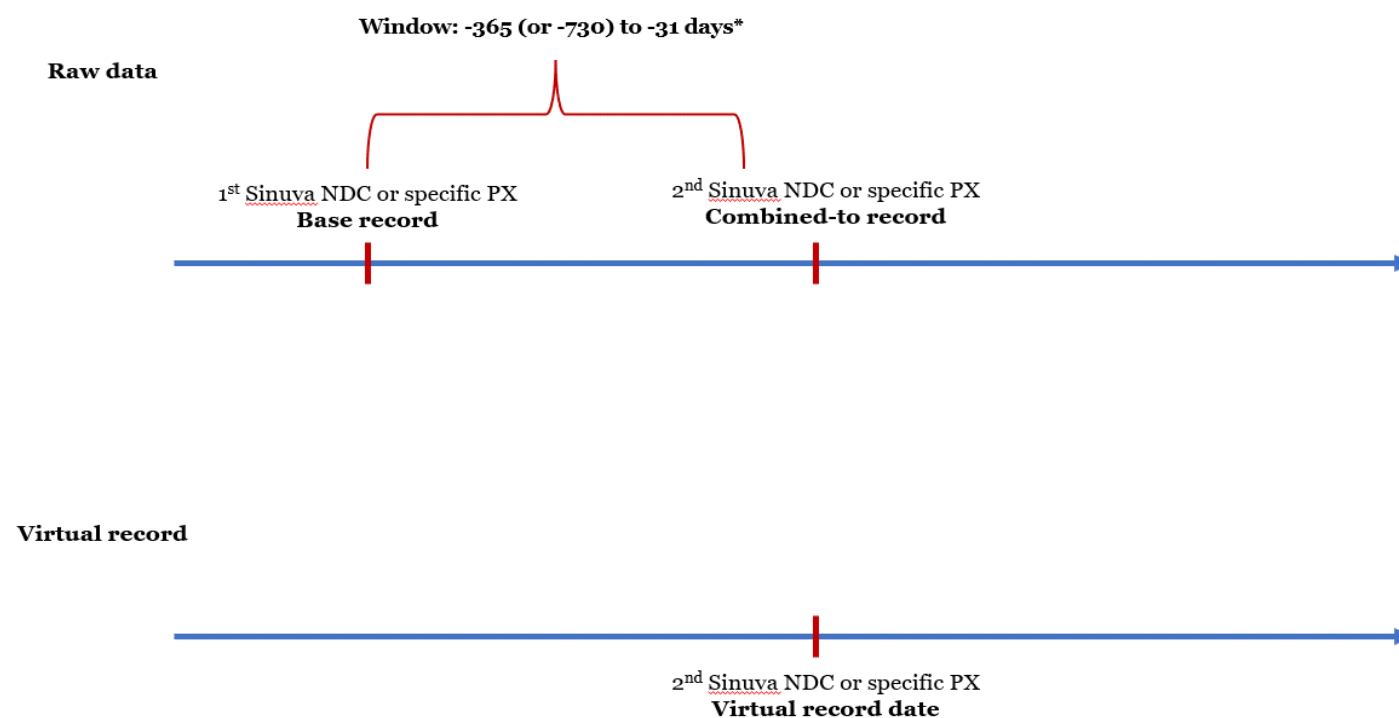 Window: -365 (or -730) to -31 days*
Raw data
1st Sinuva NDC or specific PX
Base record
2nd Sinuva NDC or specific PX
Combined-to record
Virtual record
2nd Sinuva NDC or specific PX
Virtual record date